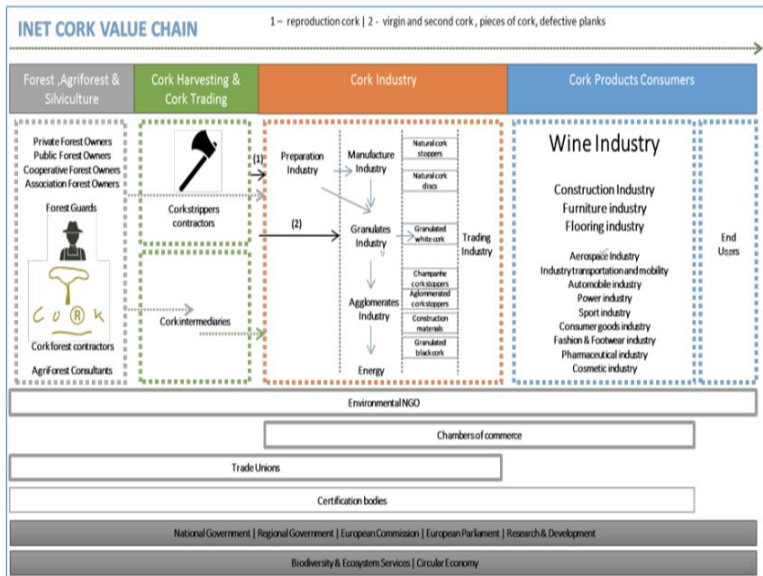 INET CORK VALUE CHAIN
1 – reproduction cork | 2 - virgin and second cork , pieces of cork, defective planks
Forest ,Agriforest &
Silviculture
Cork Harvesting &
Cork Trading
Cork Industry
Cork Products Consumers
Private Forest Owners
Public Forest Owners
Cooperative Forest Owners
Association Forest Owners
Forest Guards
CO®K
Cork forest contractors
AgriForest Consultants
Corkstrippers
contractors
Cork intermediaries
(1)
(2)
Preparation
Industry
Manufacture
Industry
Granulates
Industry
Agglomerates
Industry
Energy
Natural cork
stoppers
Natural cork
discs
Granulated
white cork
Champanhe
cork stoppers
Aglommerated
cork stoppers
Construction
materials
Granulated
black cork
Trading
Industry
Wine Industry
Construction Industry
Furniture industry
Flooring industry
Aerospace Industry
Industry transportation and mobility
Automobile industry
Power industry
Sport industry
Consumer goods industry
Fashion & Footwear industry
Pharmaceutical industry
Cosmetic industry
End
Users
Environmental NGO
Chambers of commerce
Trade Unions
Certification bodies
National Government | Regional Government | European Commission | European Parliament | Research & Development
Biodiversity & Ecosystem Services | Circular Economy